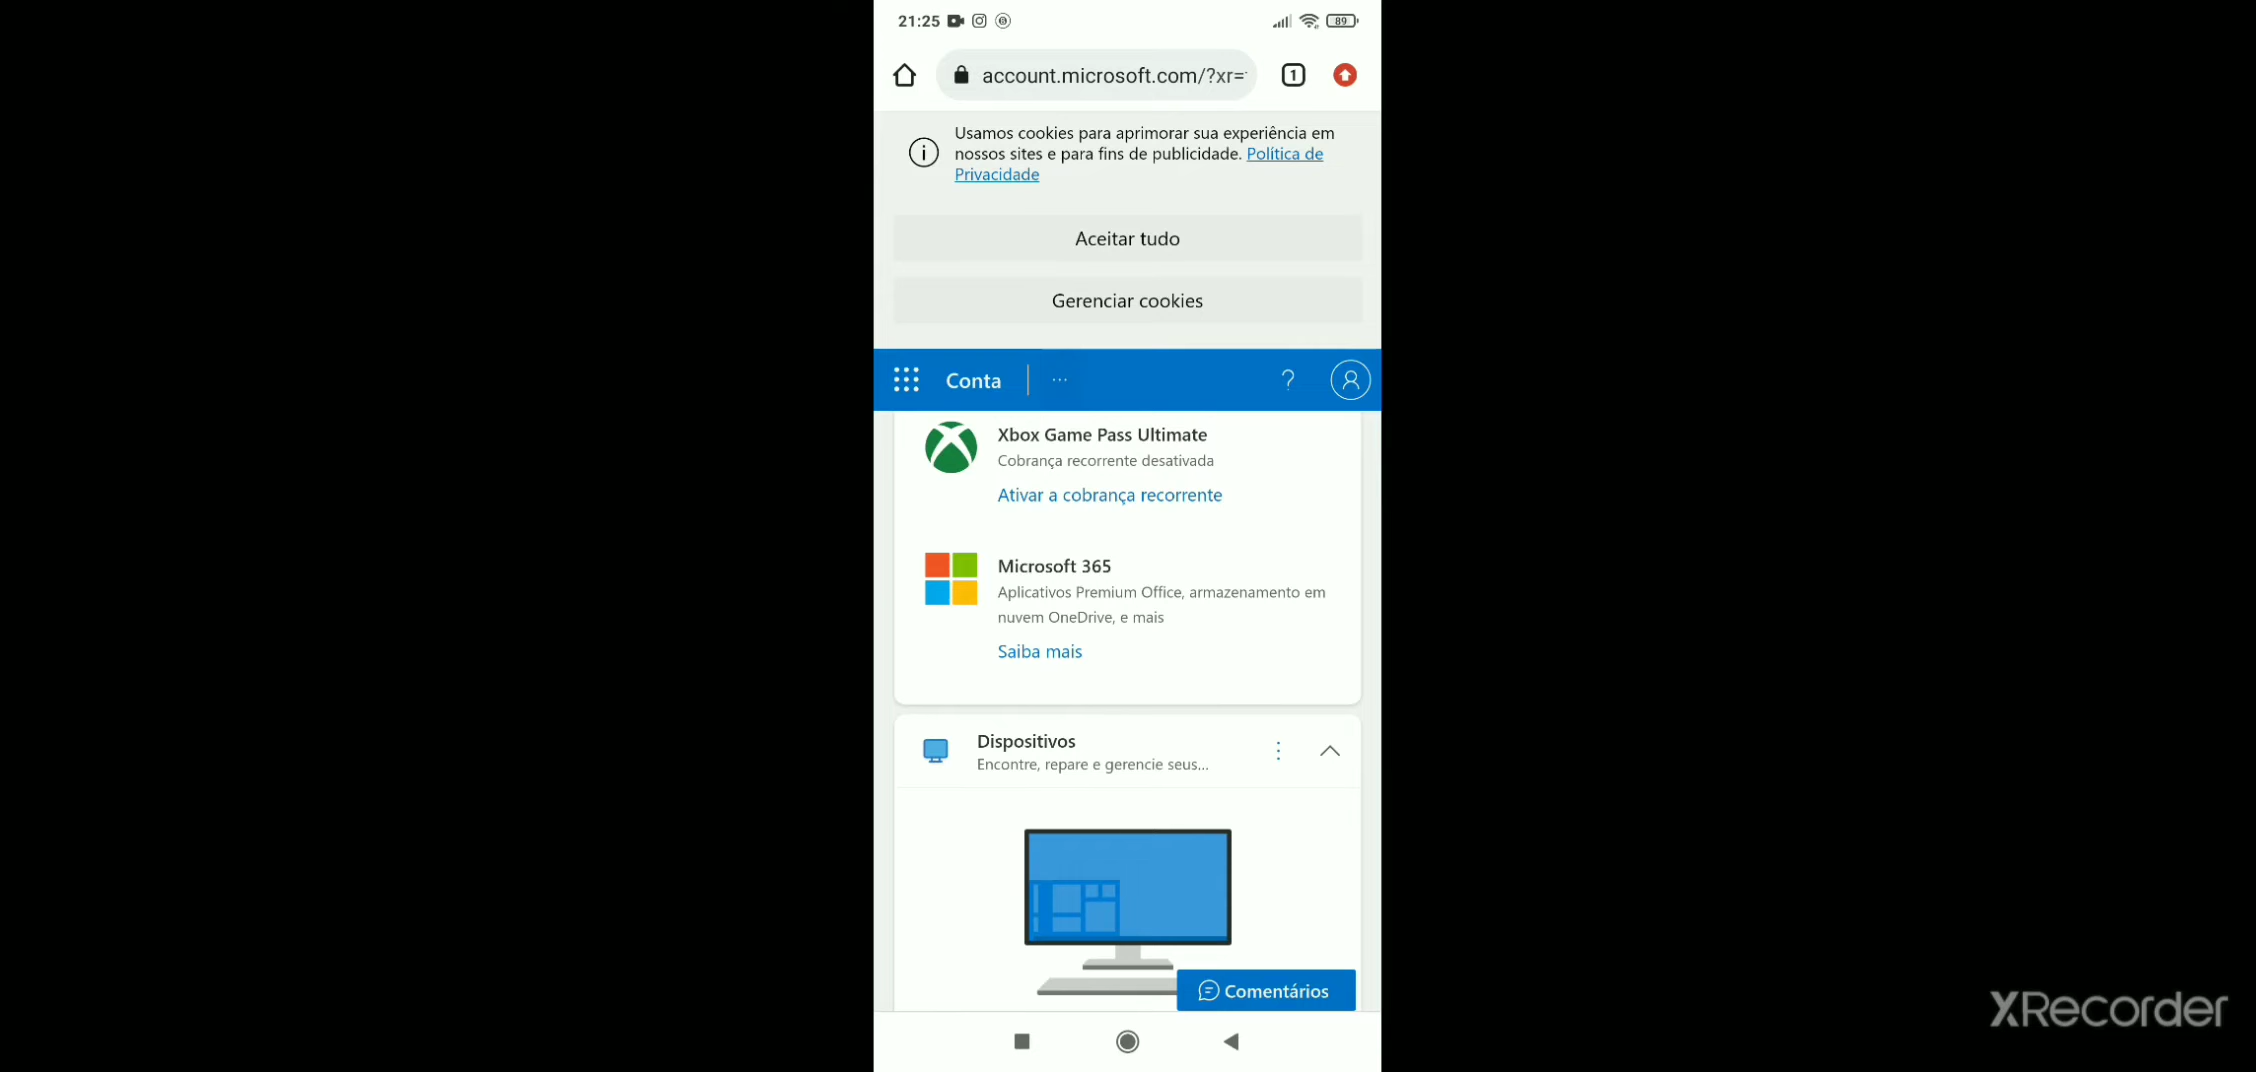 21:25
89
account.microsoft.com/?xr=
1
Usamos cookies para aprimorar sua experiência em
nossos sites e para fins de publicidade. Política de
Privacidade
Aceitar tudo
Gerenciar cookies
Conta
...
?
Xbox Game Pass Ultimate
Cobrança recorrente desativada
Ativar a cobrança recorrente
Microsoft 365
Aplicativos Premium Office, armazenamento em
nuvem OneDrive, e mais
Saiba mais
Dispositivos
Encontre, repare e gerencie seus...
Comentários
XRecorder